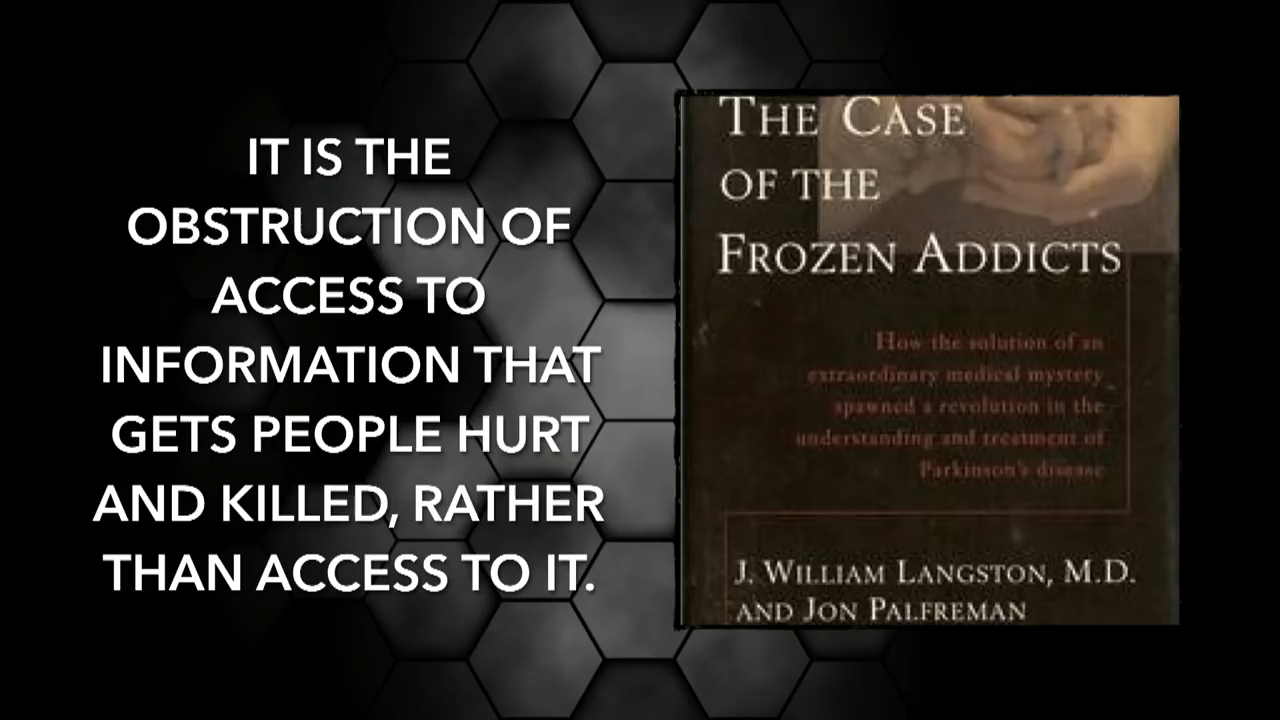 IT IS THE
OBSTRUCTION OF
ACCESS TO
INFORMATION THAT
GETS PEOPLE HURT
AND KILLED, RATHER
THAN ACCESS TO IT.
THE CASE
OF THE
FROZEN ADDICTS
How the solution of an
extraordinary medical mystery
spawned a revolution in the
understanding and treatment of
Parkinson's disease
J. WILLIAM LANGSTON, M.D.
AND JON PALFREMAN